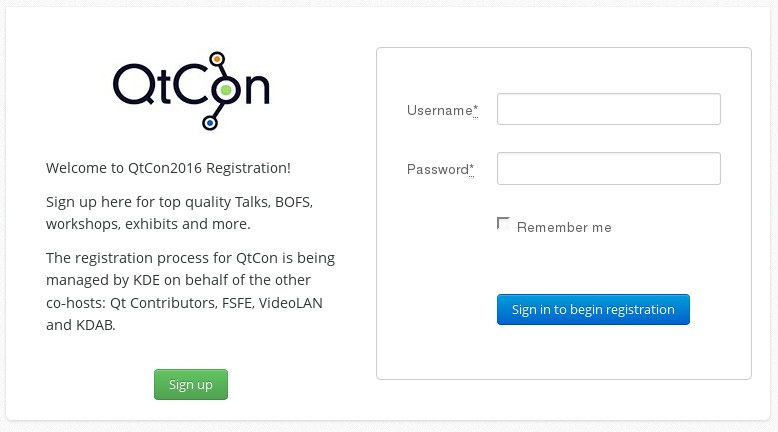 QtCon
Welcome to QtCon2016 Registration!
Sign up here for top quality Talks, BOFS,
workshops, exhibits and more.
The registration process for QtCon is being
managed by KDE on behalf of the other
co-hosts: Qt Contributors, FSFE, VideoLAN
and KDAB.
Sign up
Username*
Password*
Remember me
Sign in to begin registration